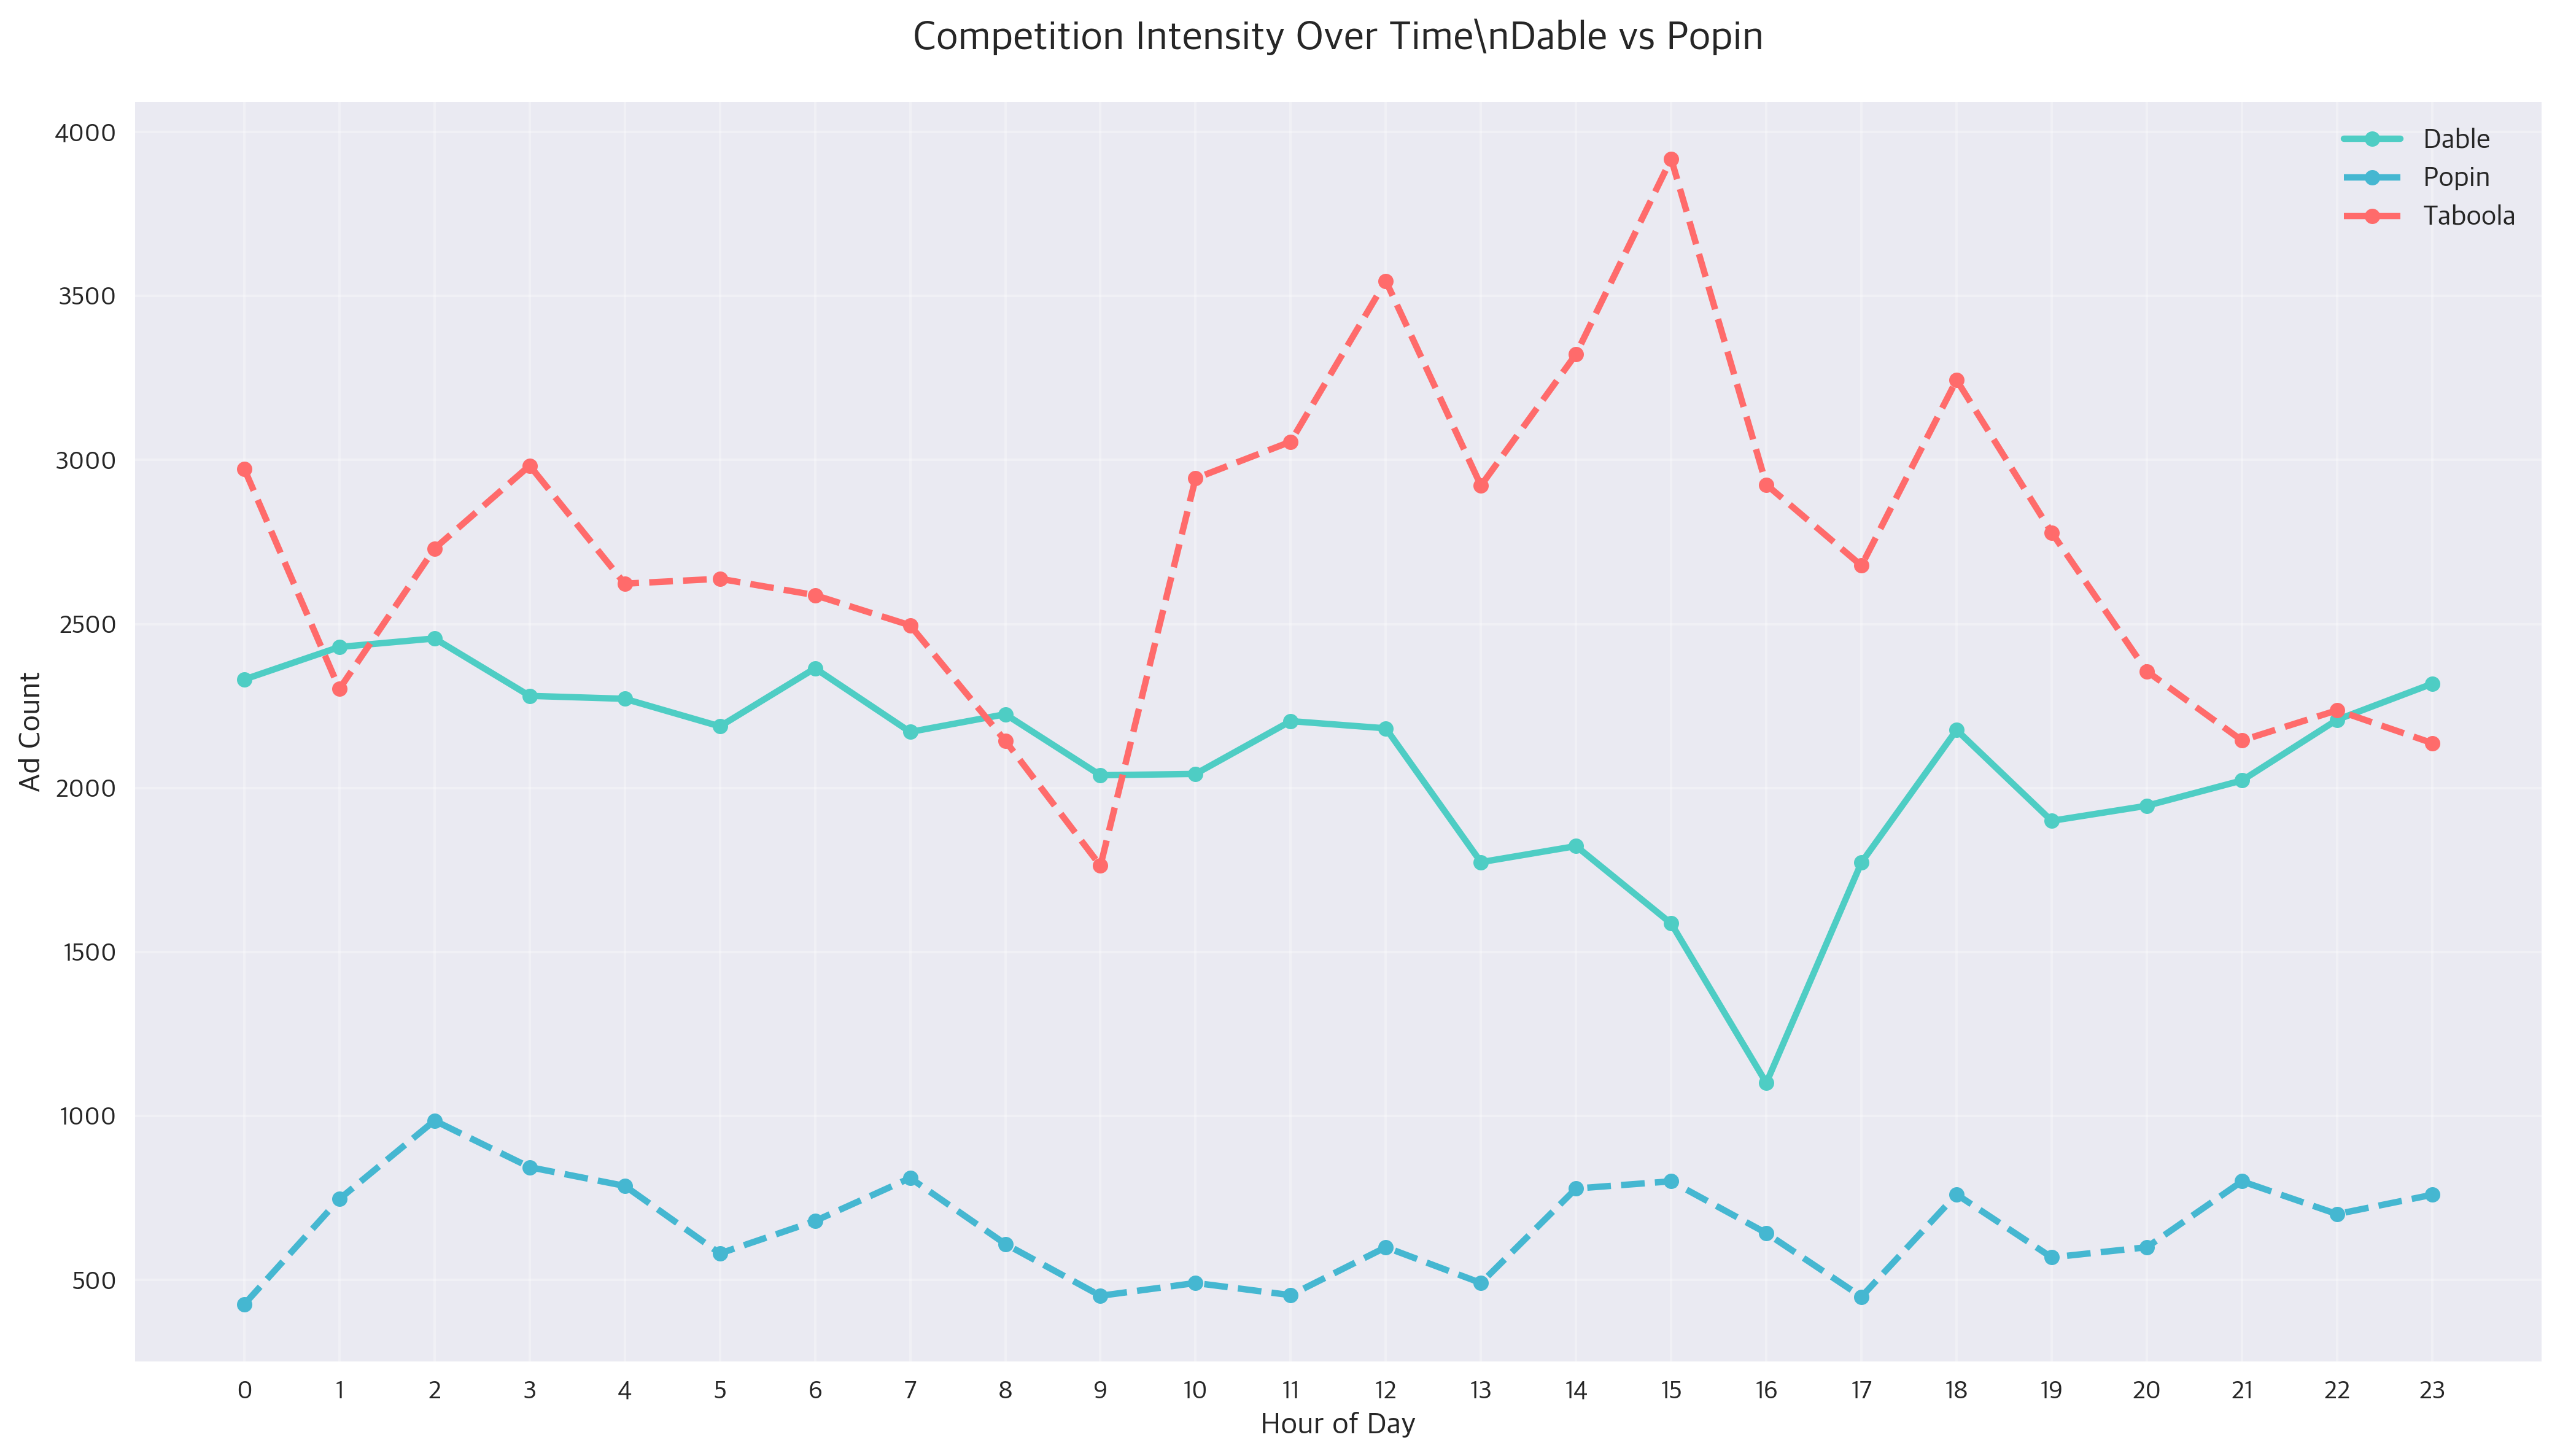 Competition Intensity Over Time\nDable vs Popin
Dable
Popin
Taboola
4000
3500
3000
2500
2000
1500
1000
500
Ad Count
0 1 2 3 4 5 6 7 8 9 10 11 12 13 14 15 16 17 18 19 20 21 22 23
Hour of Day